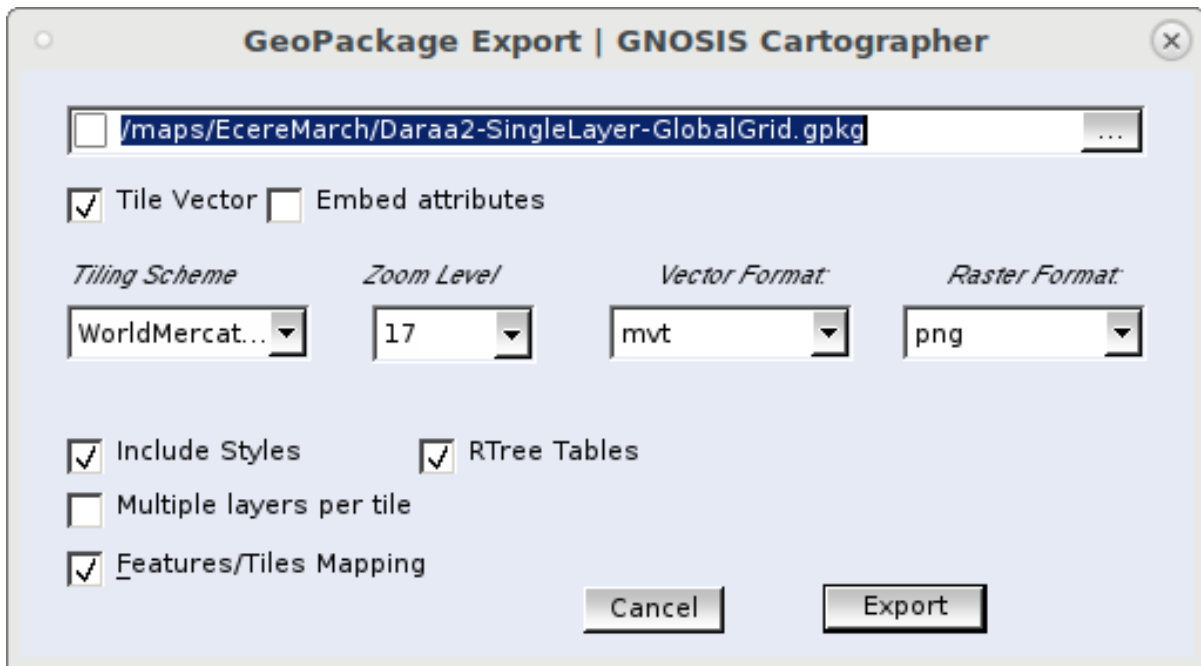 GeoPackage Export | GNOSIS Cartographer
/maps/EcereMarch/Daraa2-SingleLayer-GlobalGrid.gpkg ...
Tile Vector Embed attributes
Tiling Scheme Zoom Level Vector Format: Raster Format:
WorldMercat... 17 mvt png
Include Styles RTree Tables
Multiple layers per tile
Features/Tiles Mapping
Cancel Export